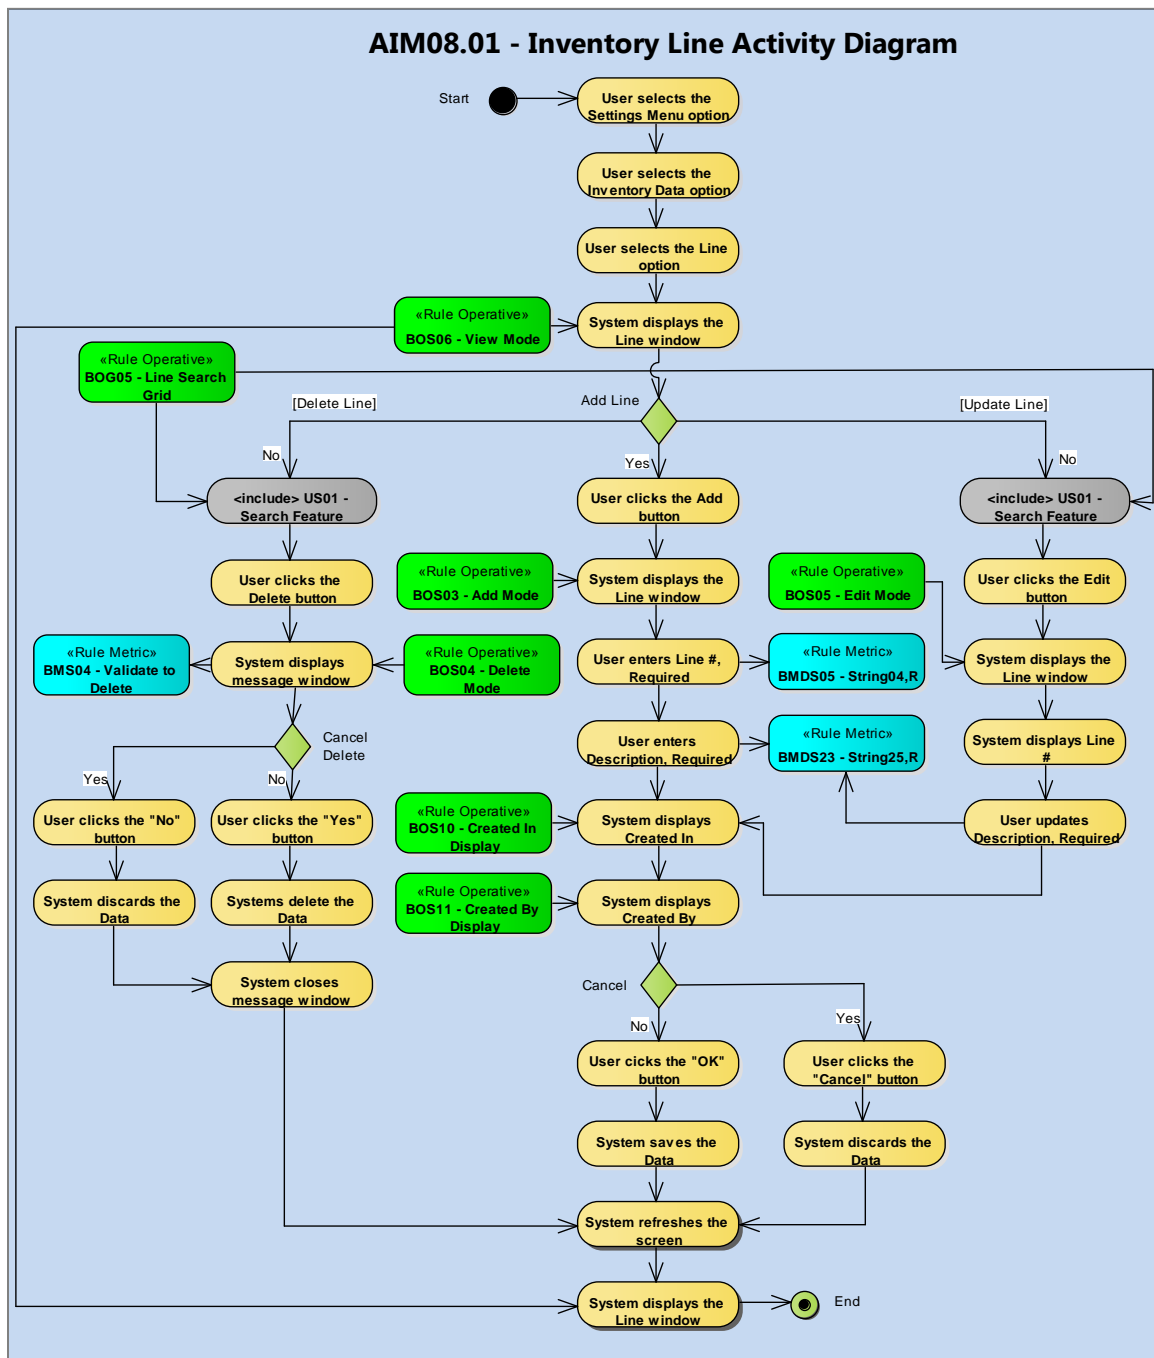 AIM08.01 - Inventory Line Activity Diagram
Start
User selects the
Settings Menu option
User selects the
Inventory Data option
User selects the Line
option
«Rule Operative»
BOS06 - View Mode
System displays the
Line window
«Rule Operative»
BOG05 - Line Search
Grid
[Delete Line]
Add Line
[Update Line]
No
Yes
No
<include> US01 -
Search Feature
User clicks the Add
button
<include> US01 -
Search Feature
User clicks the
Delete button
«Rule Operative»
BOS03 - Add Mode
System displays the
Line window
«Rule Operative»
BOS05 - Edit Mode
User clicks the Edit
button
«Rule Metric»
BMS04 - Validate to
Delete
System displays
message window
«Rule Operative»
BOS04 - Delete
Mode
User enters Line #,
Required
«Rule Metric»
BMDS05 - String04,R
System displays the
Line window
Cancel
Delete
User enters
Description, Required
«Rule Metric»
BMDS23 - String25,R
System displays Line
#
Yes
No
User clicks the "No"
button
User clicks the "Yes"
button
«Rule Operative»
BOS10 - Created In
Display
System displays
Created In
User updates
Description, Required
System discards the
Data
Systems delete the
Data
«Rule Operative»
BOS11 - Created By
Display
System displays
Created By
System closes
message window
Cancel
No
Yes
User cicks the "OK"
button
User clicks the
"Cancel" button
System saves the
Data
System discards the
Data
System refreshes the
screen
System displays the
Line window
End